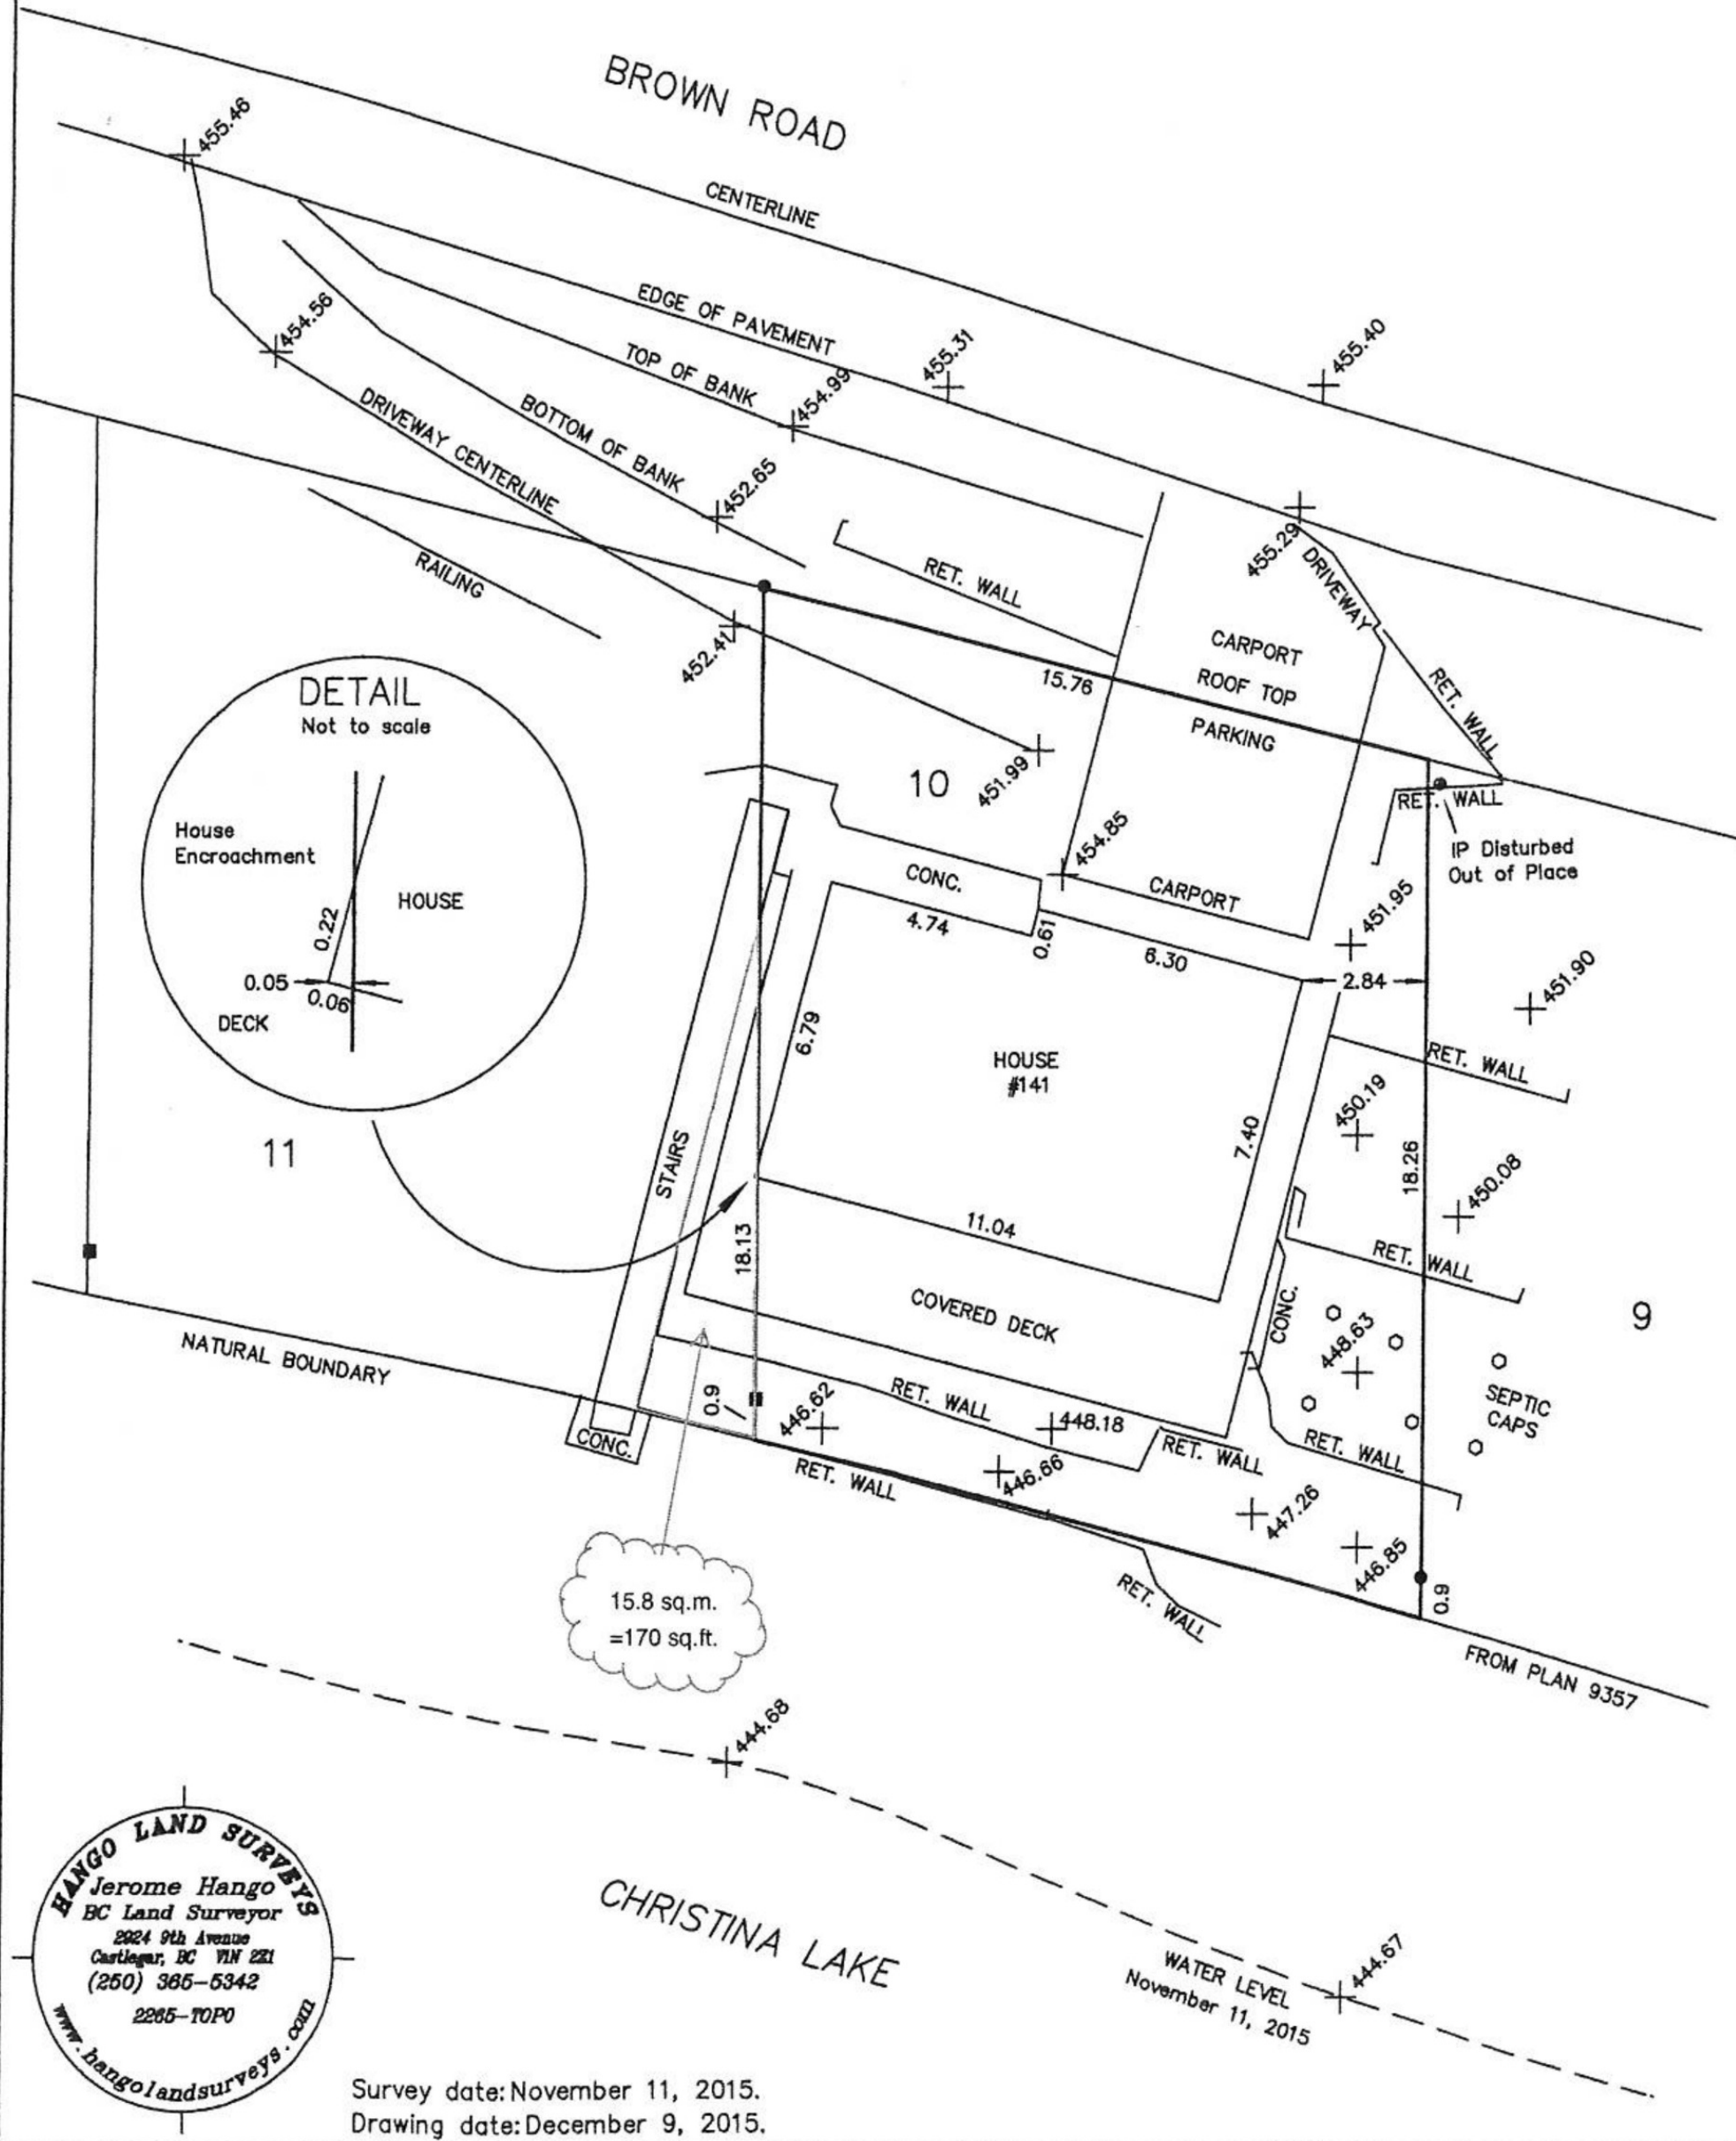 BROWN ROAD
455.46
CENTERLINE
EDGE OF PAVEMENT
454.56
455.31
455.40
TOP OF BANK
454.99
DRIVEWAY CENTERLINE
BOTTOM OF BANK
452.65
RAILING
RET. WALL
455.29
DRIVEWAY
452.41
CARPORT
ROOF TOP
PARKING
15.76
RET. WALL
DETAIL
Not to scale
House
Encroachment
HOUSE
0.22
0.05
0.06
DECK
10
451.99
454.85
RET. WALL
IP Disturbed
Out of Place
CONC.
CARPORT
451.95
4.74
0.61
6.30
2.84
451.90
6.79
HOUSE
#141
RET. WALL
450.19
7.40
18.26
450.08
11
STAIRS
18.13
11.04
RET. WALL
COVERED DECK
CONC.
448.63
9
SEPTIC
CAPS
NATURAL BOUNDARY
0.9
446.62
RET. WALL
448.18
RET. WALL
RET. WALL
CONC.
RET. WALL
446.66
447.26
446.85
0.9
RET. WALL
15.8 sq.m.
=170 sq.ft.
FROM PLAN 9357
444.68
CHRISTINA LAKE
WATER LEVEL
November 11, 2015
444.67
HANGO LAND SURVEYS
Jerome Hango
BC Land Surveyor
2924 9th Avenue
Castlegar, BC V1N 2Z1
(250) 365-5342
2265-TOPO
www.hangolandsurveys.com
Survey date: November 11, 2015.
Drawing date: December 9, 2015.